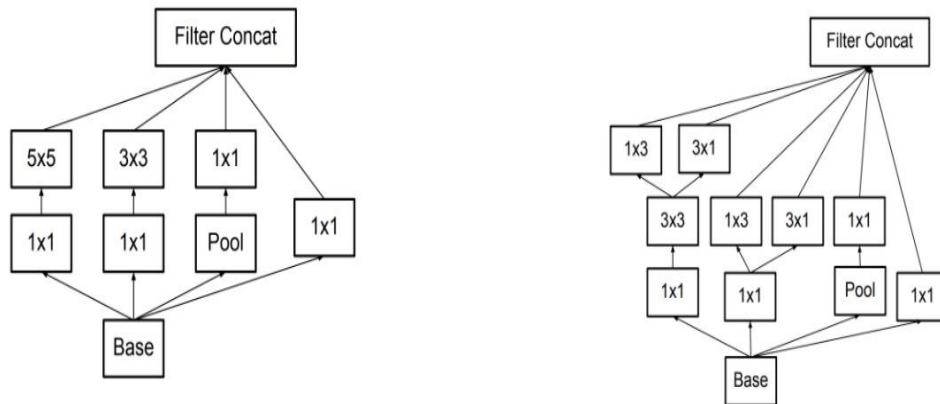 Filter Concat
5x5 3x3 1x1
1x1 1x1 Pool 1x1
Base
Filter Concat
1x3 3x1
3x3 1x3 3x1 1x1
1x1 1x1 Pool 1x1
Base